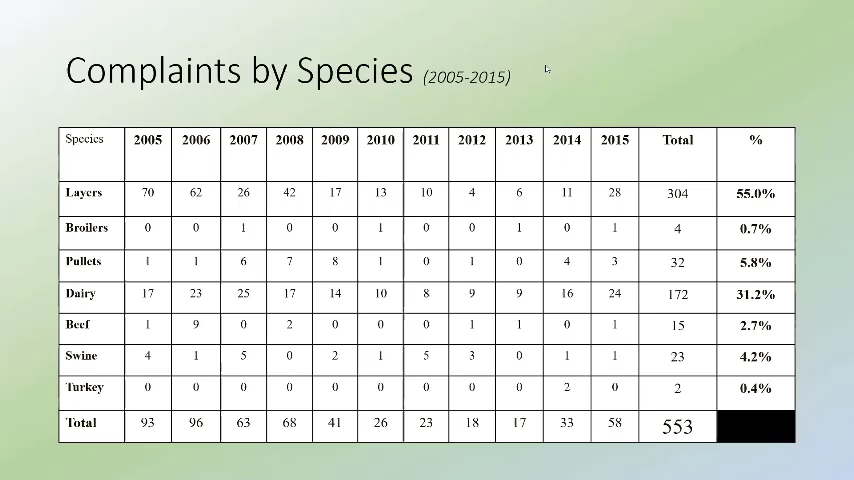 Complaints by Species (2005-2015)
Species 2005 2006 2007 2008 2009 2010 2011 2012 2013 2014 2015 Total %
Layers 70 62 26 42 17 13 10 4 6 11 28 304 55.0%
Broilers 0 0 1 0 0 1 0 0 1 0 1 4 0.7%
Pullets 1 1 6 7 8 1 0 1 0 4 3 32 5.8%
Dairy 17 23 25 17 14 10 8 9 9 16 24 172 31.2%
Beef 1 9 0 2 0 0 0 1 1 0 1 15 2.7%
Swine 4 1 5 0 2 1 5 3 0 1 1 23 4.2%
Turkey 0 0 0 0 0 0 0 0 0 2 0 2 0.4%
Total 93 96 63 68 41 26 23 18 17 33 58 553